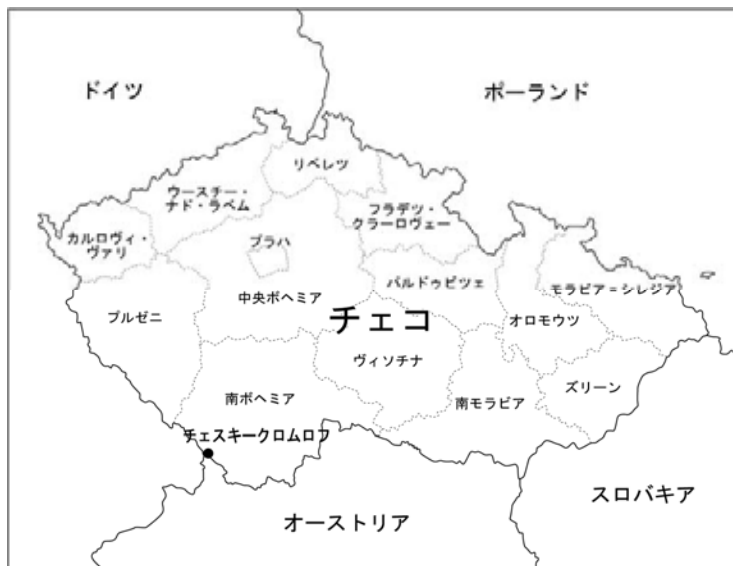 ドイツ
ポーランド
リベレツ
ウースチー・
ナド・ラベム
フラデツ・
クラーロヴェー
カルロヴィ・
ヴァリ
プラハ
パルドゥビツェ
モラビア＝シレジア
中央ボヘミア
プルゼニ
チェコ
オロモウツ
ヴィソチナ
ズリーン
南ボヘミア
南モラビア
チェスキークロムロフ
スロバキア
オーストリア